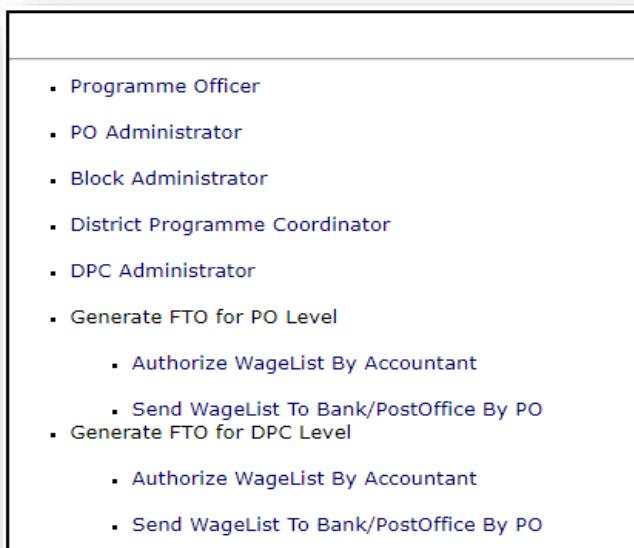 Programme Officer
PO Administrator
Block Administrator
District Programme Coordinator
DPC Administrator
Generate FTO for PO Level
Authorize WageList By Accountant
Send WageList To Bank/PostOffice By PO
Generate FTO for DPC Level
Authorize WageList By Accountant
Send WageList To Bank/PostOffice By PO